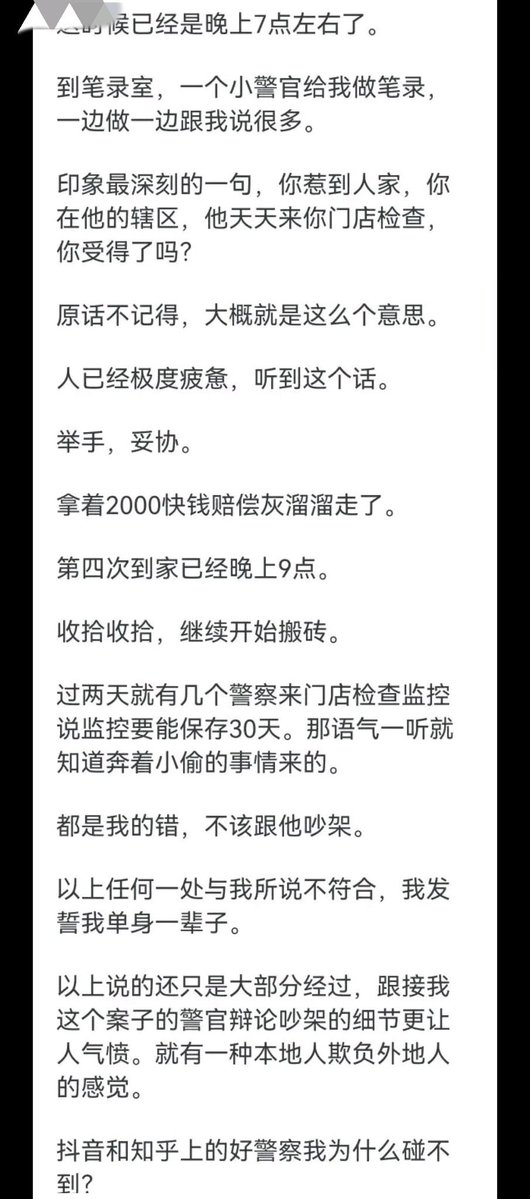 候已经是晚上7点左右了。
到笔录室，一个小警官给我做笔录，
一边做一边跟我说很多。
印象最深刻的一句，你惹到人家，你
在他的辖区，他天天来你门店检查，
你受得了吗？
原话不记得，大概就是这么个意思。
人已经极度疲惫，听到这个话。
举手，妥协。
拿着2000快钱赔偿灰溜溜走了。
第四次到家已经晚上9点。
收拾收拾，继续开始搬砖。
过两天就有几个警察来门店检查监控
说监控要能保存30天。那语气一听就
知道奔着小偷的事情来的。
都是我的错，不该跟他吵架。
以上任何一处与我所说不符合，我发
誓我单身一辈子。
以上说的还只是大部分经过，跟接我
这个案子的警官辩论吵架的细节更让
人气愤。就有一种本地人欺负外地人
的感觉。
抖音和知乎上的好警察我为什么碰不
到？